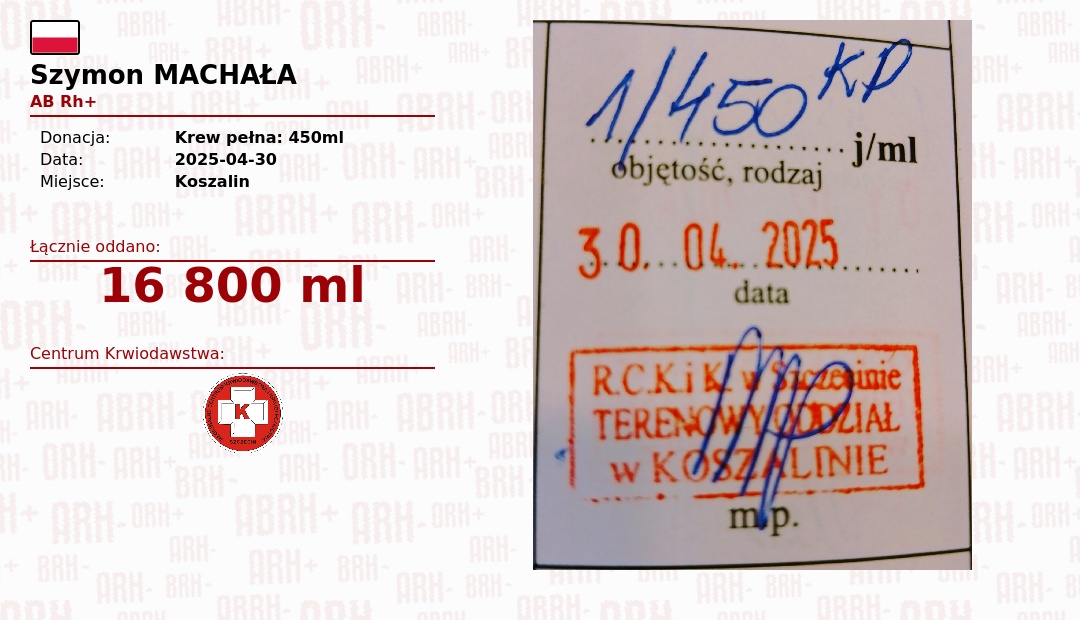 Szymon MACHAŁA
AB Rh+
Donacja: Krew pełna: 450ml
Data: 2025-04-30
Miejsce: Koszalin
Łącznie oddano:
16 800 ml
Centrum Krwiodawstwa:
K
SZCZECIN
1/450 KP
j/ml
objętość, rodzaj
30. 04. 2025
data
R.C.K.i K. w Szczecinie
TERENOWY ODDZIAŁ
w KOSZALINIE
m.p.